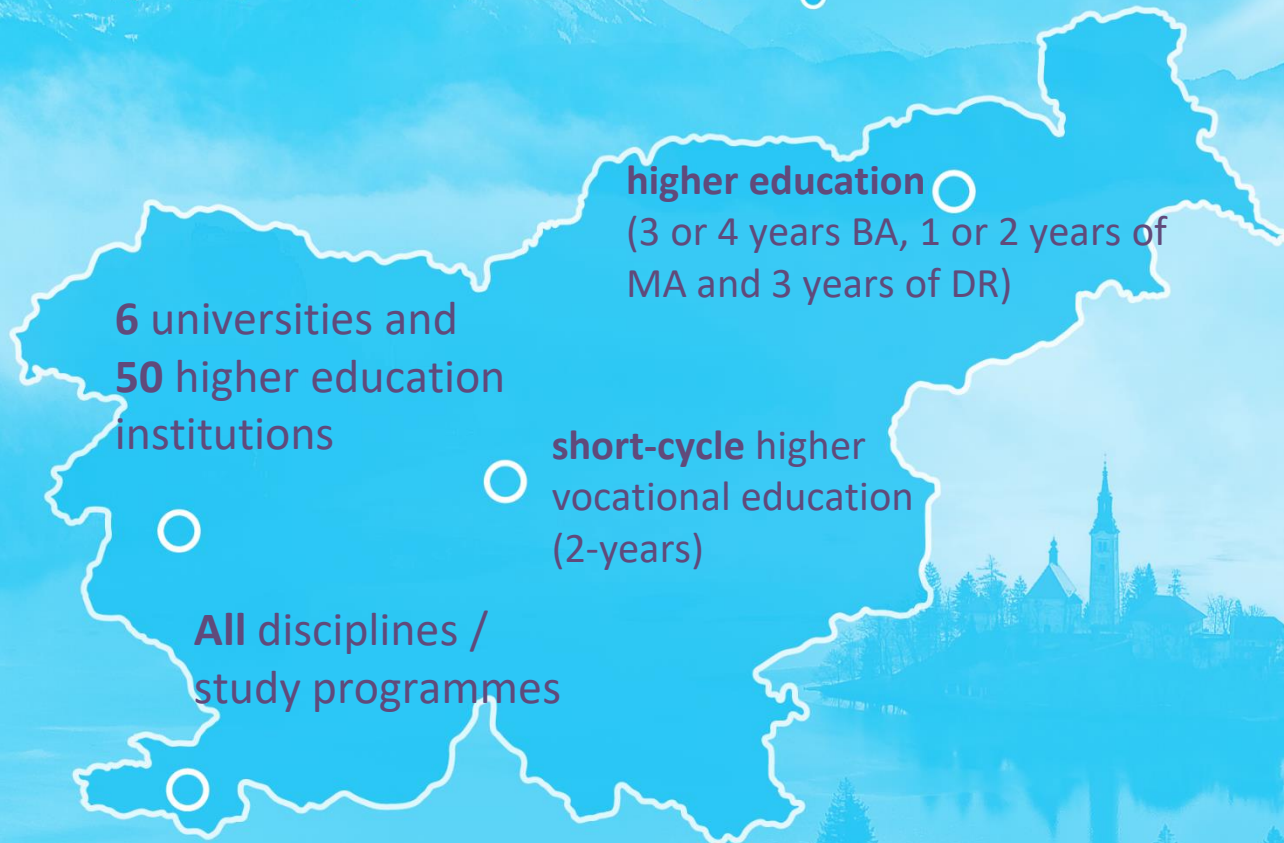 higher education
(3 or 4 years BA, 1 or 2 years of
MA and 3 years of DR)
6 universities and
50 higher education
institutions
short-cycle higher
vocational education
(2-years)
All disciplines /
study programmes